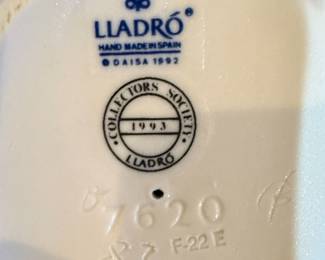 LLADRÓ®
HAND MADE IN SPAIN
© DAISA 1992
• COLLECTORS SOCIETY •
1993
LLADRÓ
7620
F-22 E